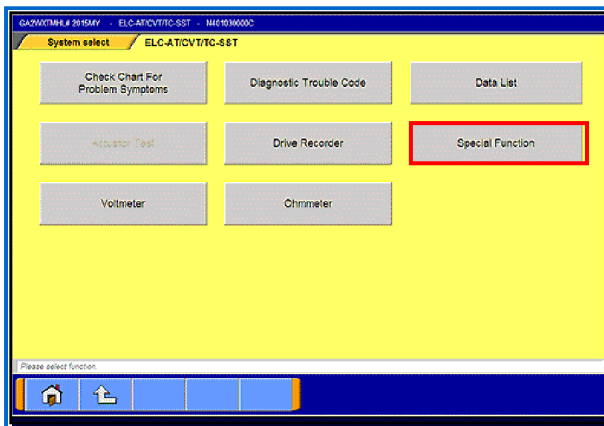 GA2WXTMHL# 2015MY - ELC-AT/CVT/TC-SST - N401030000C
System select ELC-AT/CVT/TC-SST
Check Chart For
Problem Symptoms
Diagnostic Trouble Code
Data List
Actuator Test
Drive Recorder
Special Function
Voltmeter
Ohmmeter
Please select function.